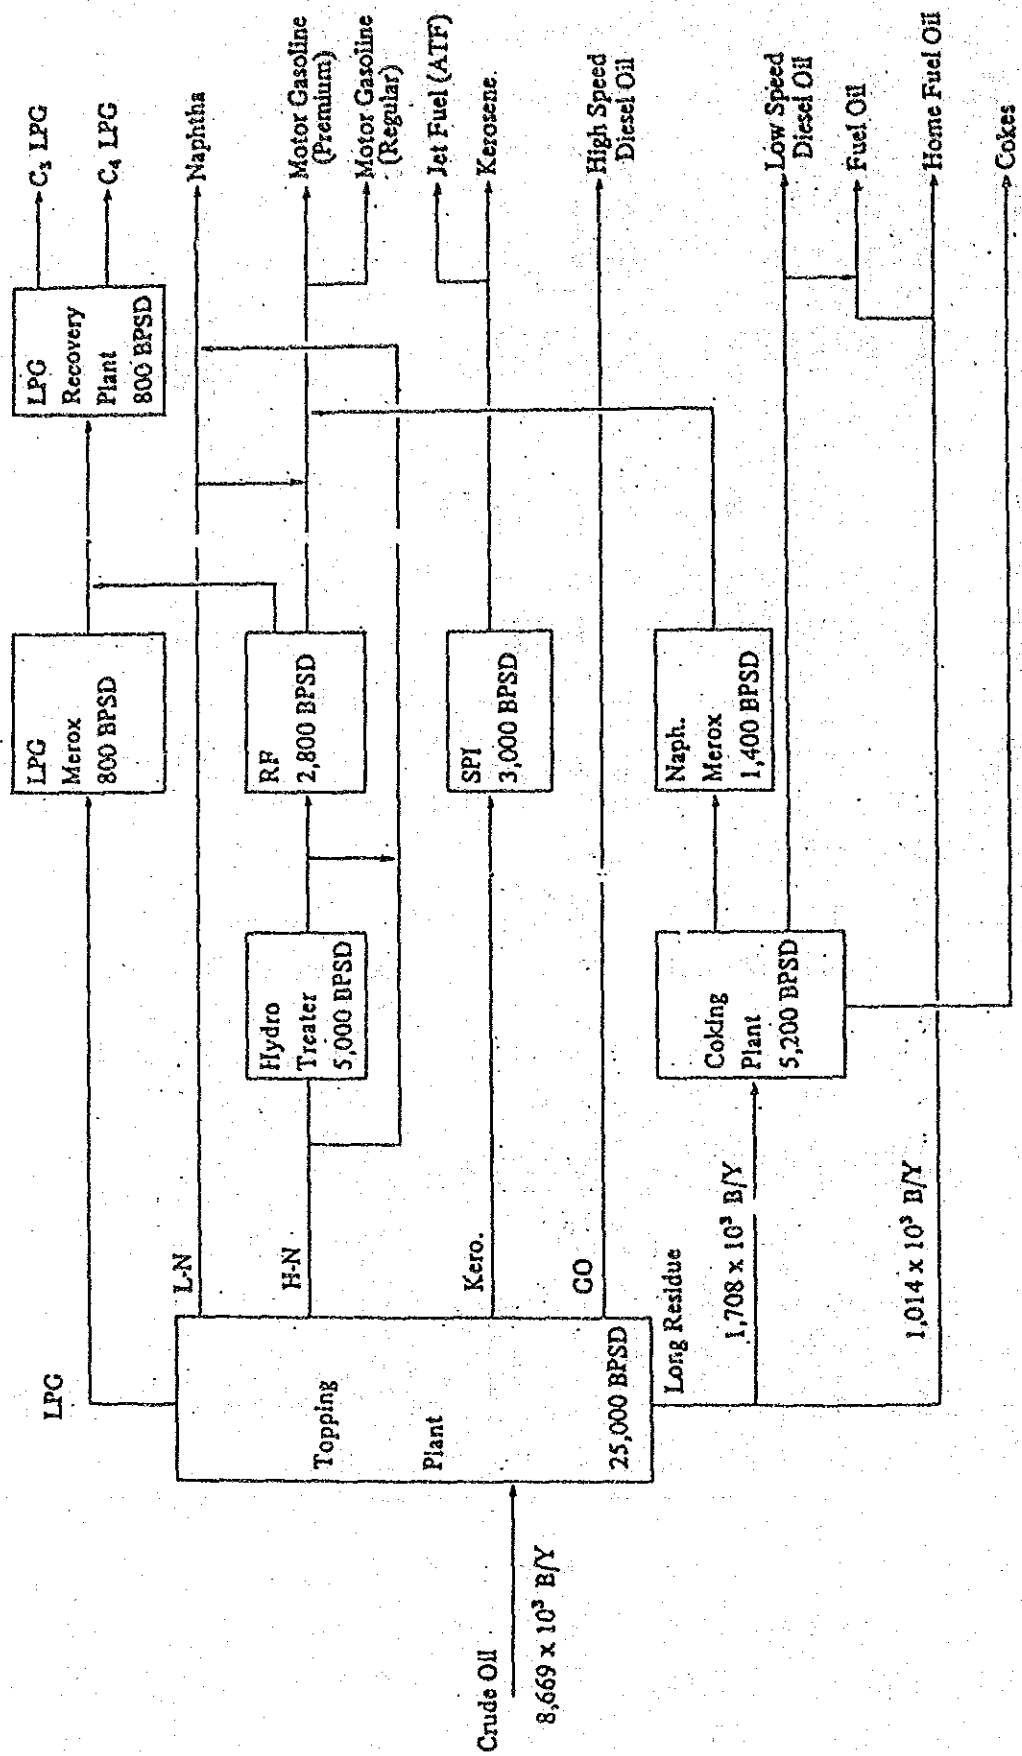 Crude Oil
8,669 x 10³ B/Y
Topping
Plant
25,000 BPSD
LPG
L-N
H-N
Kero.
GO
Long Residue
1,708 x 10³ B/Y
1,014 x 10³ B/Y
Hydro
Treater
5,000 BPSD
Coking
Plant
5,200 BPSD
LPG
Merox
800 BPSD
RF
2,800 BPSD
SPI
3,000 BPSD
Naph.
Merox
1,400 BPSD
LPG
Recovery
Plant
800 BPSD
C₃ LPG
C₄ LPG
Naphtha
Motor Gasoline
(Premium)
Motor Gasoline
(Regular)
Jet Fuel (ATF)
Kerosene
High Speed
Diesel Oil
Low Speed
Diesel Oil
Fuel Oil
Home Fuel Oil
Cokes